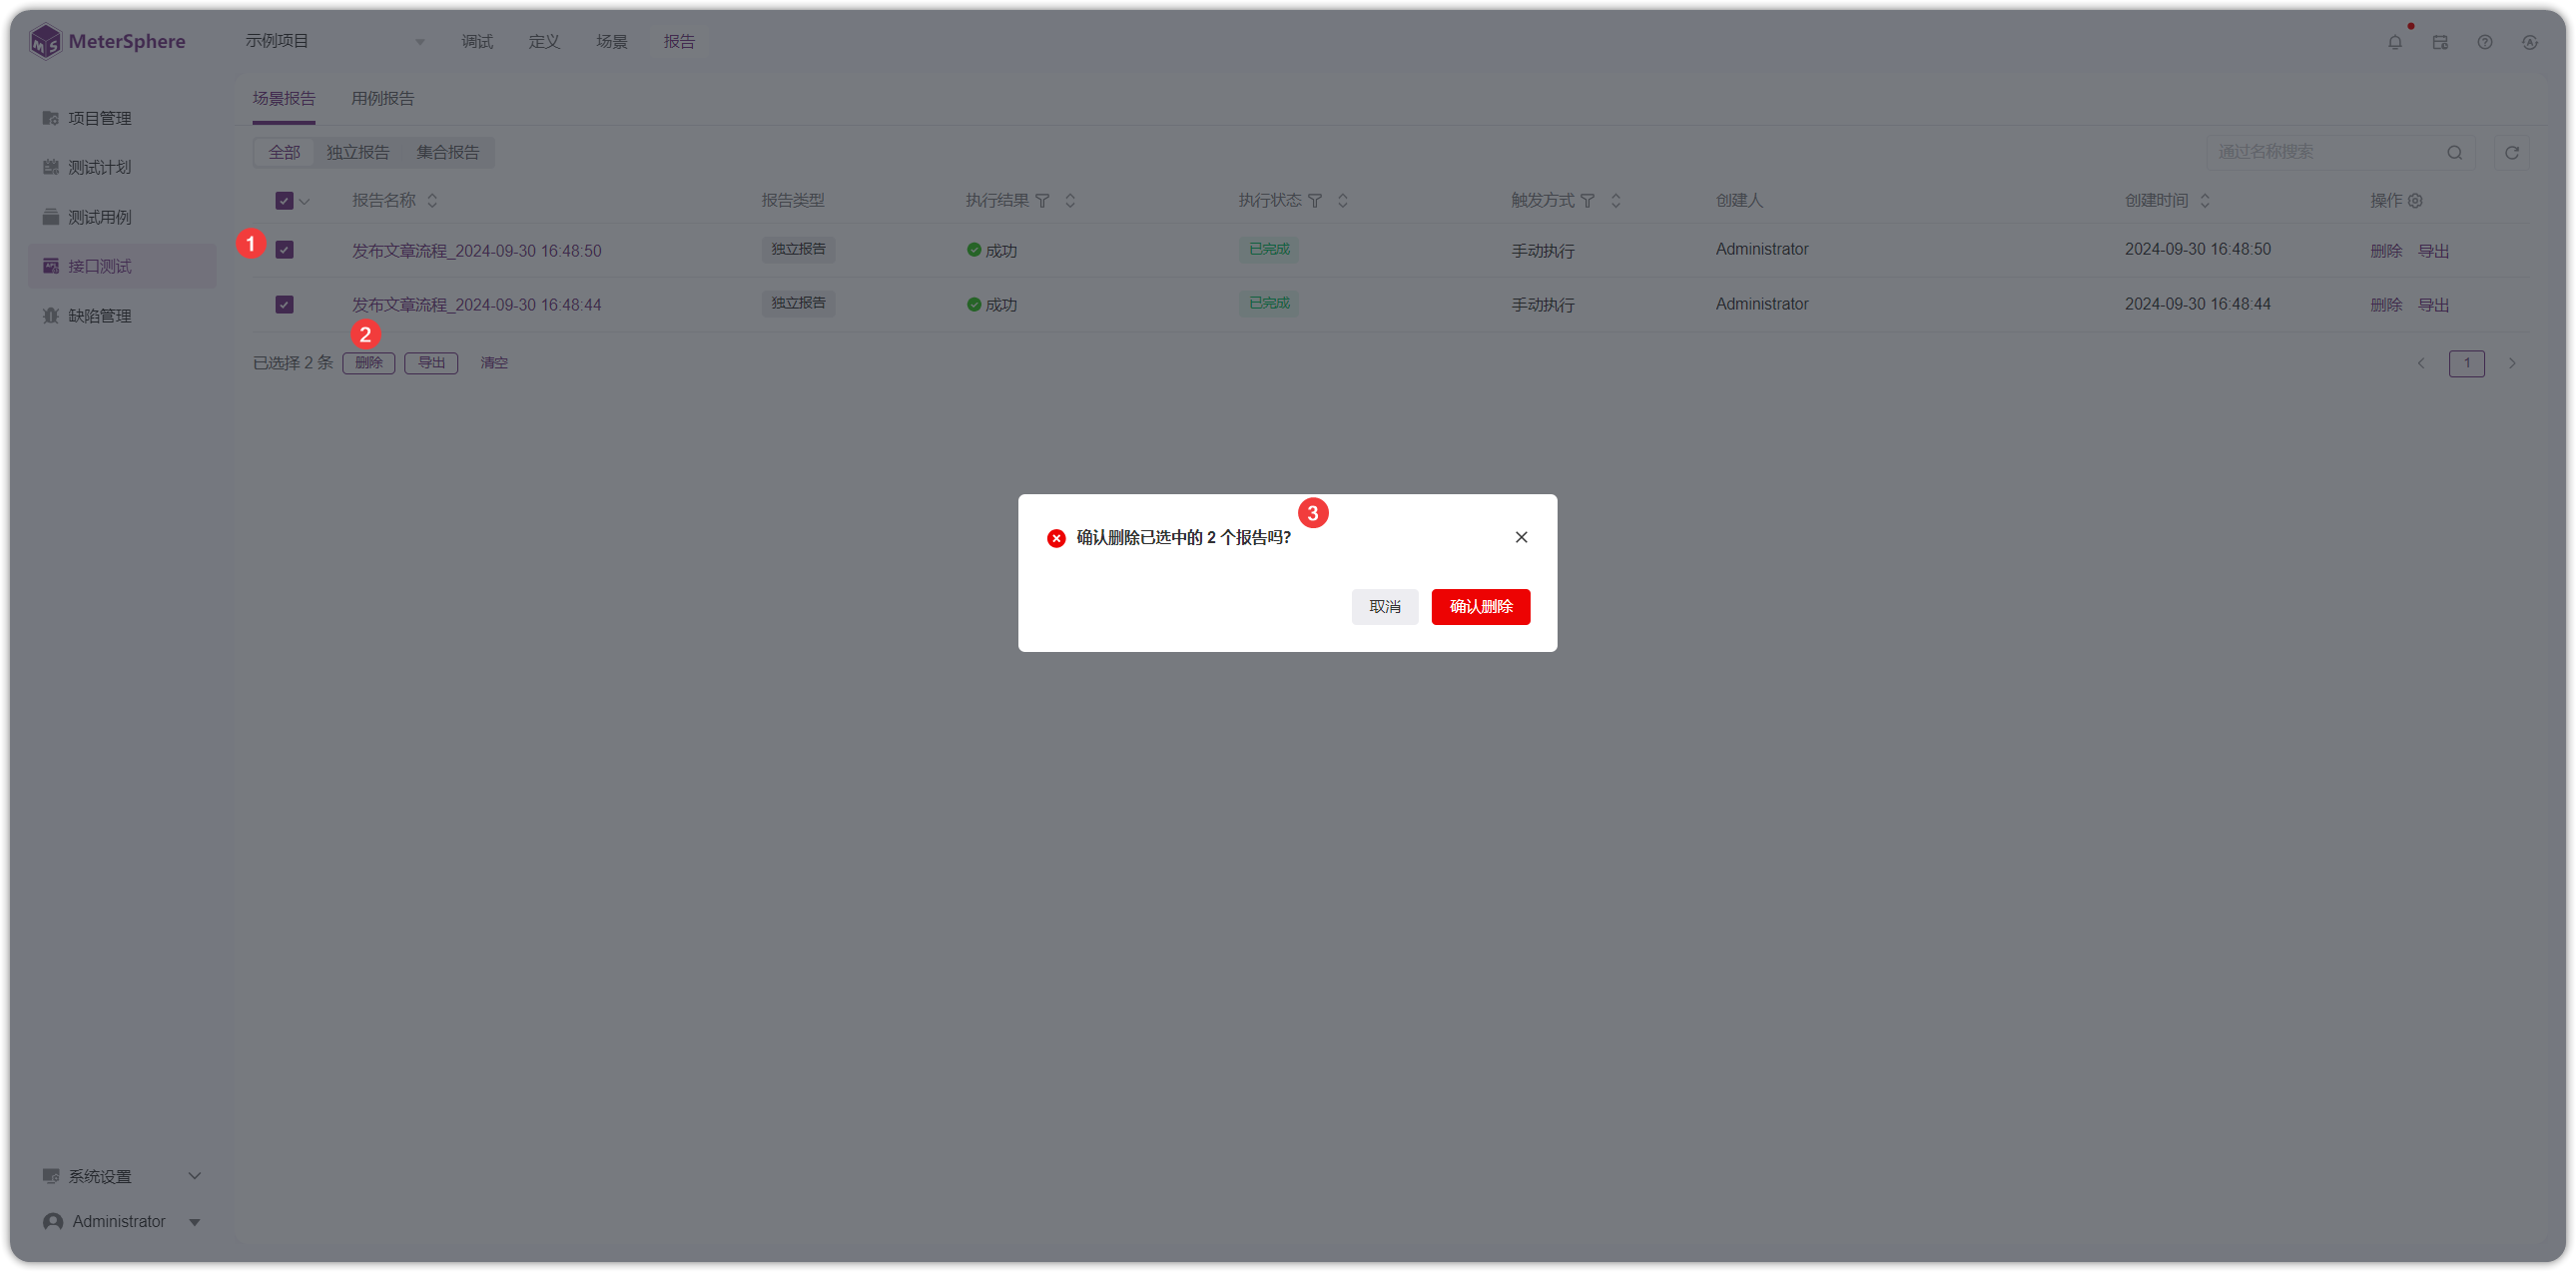 MeterSphere
示例项目 调试 定义 场景 报告
项目管理
测试计划
测试用例
接口测试
缺陷管理
场景报告 用例报告
全部 独立报告 集合报告
通过名称搜索
报告名称 报告类型 执行结果 执行状态 触发方式 创建人 创建时间 操作
1
发布文章流程_2024-09-30 16:48:50 独立报告 成功 已完成 手动执行 Administrator 2024-09-30 16:48:50 删除 导出
发布文章流程_2024-09-30 16:48:44 独立报告 成功 已完成 手动执行 Administrator 2024-09-30 16:48:44 删除 导出
2
已选择 2 条 删除 导出 清空
1
3
确认删除已选中的 2 个报告吗?
取消 确认删除
系统设置
Administrator